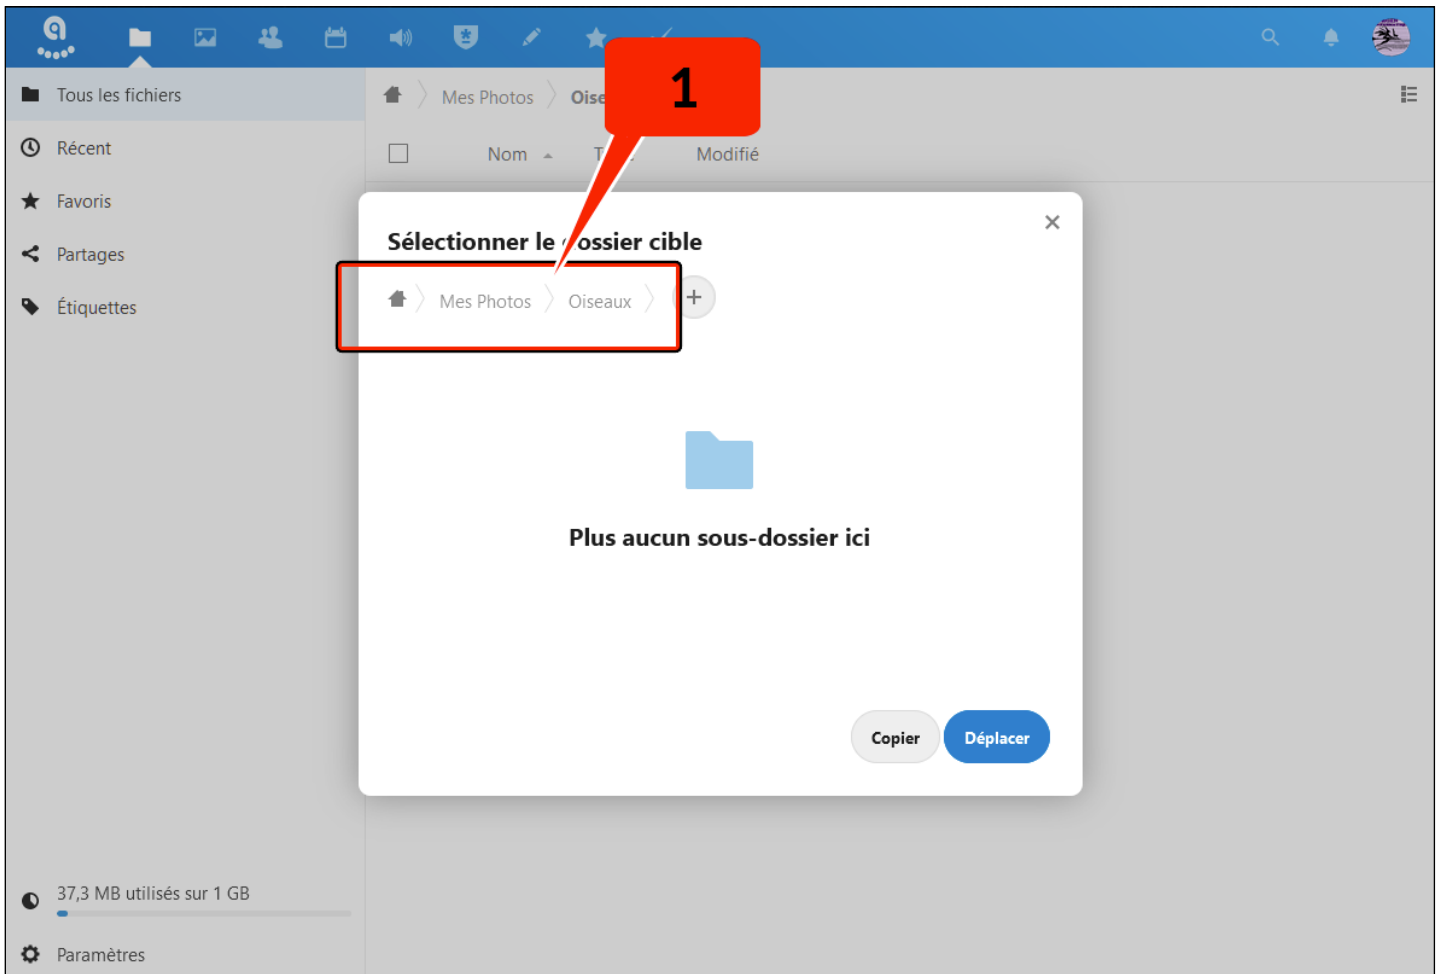 a
Tous les fichiers
Récent
Favoris
Partages
Étiquettes
Mes Photos
1
Nom
Modifié
Sélectionner le dossier cible
Mes Photos Oiseaux +
Plus aucun sous-dossier ici
Copier Déplacer
37,3 MB utilisés sur 1 GB
Paramètres